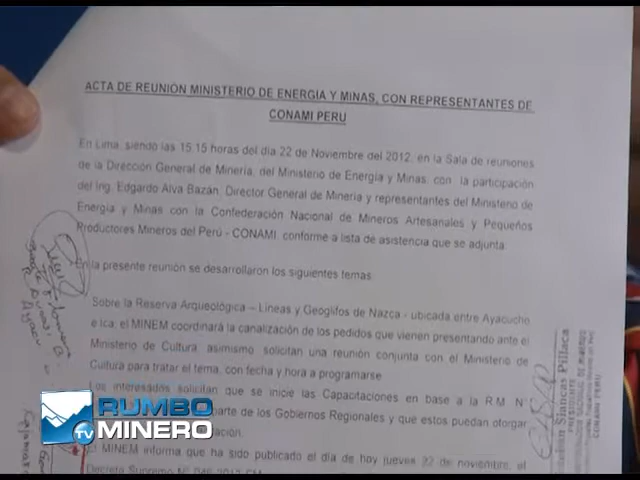 ACTA DE REUNIÓN MINISTERIO DE ENERGÍA Y MINAS, CON REPRESENTANTES DE
CONAMI PERU
En Lima, siendo las 15.15 horas del día 22 de Noviembre del 2012, en la Sala de reuniones
de la Dirección General de Minería, del Ministerio de Energía y Minas, con la participación
del Ing. Edgardo Alva Bazán, Director General de Minería y representantes del Ministerio de
Energía y Minas con la Confederación Nacional de Mineros Artesanales y Pequeños
Productores Mineros del Perú - CONAMI conforme a lista de asistencia que se adjunta
la presente reunión se desarrollaron los siguientes temas:
Sobre la Reserva Arqueológica – Líneas y Geoglifos de Nazca - ubicada entre Ayacucho
e Ica: el MINEM coordinará la canalización de los pedidos que vienen presentando ante el
Ministerio de Cultura, asimismo solicitan una reunión conjunta con el Ministerio de
Cultura para tratar el tema, con fecha y hora a programarse
Los interesados solicitan que se inicie las Capacitaciones en base a la R.M. N°
parte de los Gobiernos Regionales y que estos puedan otorgar
El MINEM informa que ha sido publicado el día de hoy jueves 22 de noviembre, el
Decreto Supremo N°
Siancas Pillaca
PRESIDENTE
CONAMI PERU
RUMBO
TV MINERO